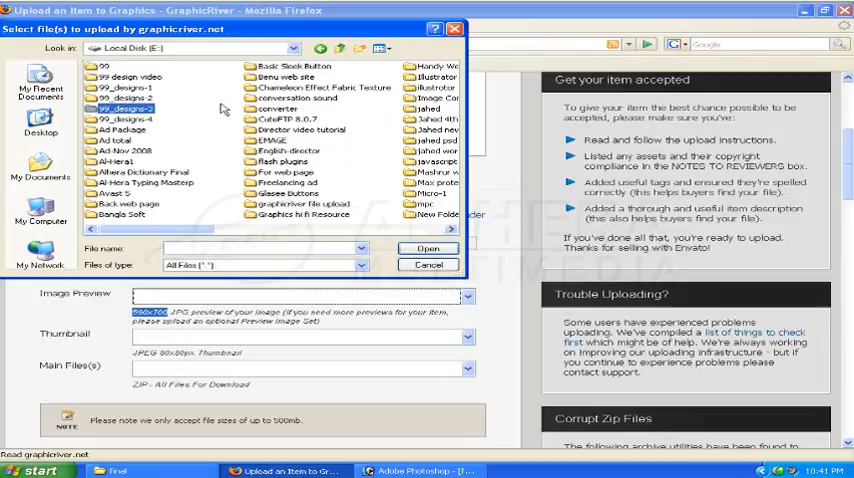 Upload an Item to Graphics - GraphicRiver - Mozilla Firefox
Select file(s) to upload by graphicriver.net
Look in:
Local Disk (E:)
My Recent
Documents
Desktop
My Documents
My Computer
My Network
99
99 design video
99_designs-1
99_designs-2
99_designs-3
99_designs-4
Ad Package
Ad total
Ad-Nov 2008
Al-Hera1
Alhera Dictionary Final
Al-Hera Typing Masterp
Avast 5
Back web page
Bangla Soft
Basic Seek Button
Benu web site
Chameleon Effect Fabric Texture
conversation sound
converter
CuteFTP 8.0.7
Director video tutorial
EMAGE
English-director
flash plugins
For web page
Freelancing ad
Glasee Buttons
graphicriver file upload
Graphics hifi Resource
Handy We
Illustrator
illustrotor
Image Co
jahed
Jahed 4th
jahed psd
jahed w
javascript
Mashrur w
Max prote
Micro-1
mpc
New Folde
File name:
Open
Files of type:
All Files (*.*)
Cancel
Google
Get your item accepted
To give your item the best chance possible to be
accepted, please make sure you've:
Read and follow the upload instructions.
Listed any assets and their copyright
compliance in the NOTES TO REVIEWERS box.
Added useful tags and ensured they're spelled
correctly (this helps buyers find your file).
Added a thorough and useful item description
(this also helps buyers find your file).
If you've done all that, you're ready to upload.
Thanks for selling with Envato!
Trouble Uploading?
Some users have experienced problems
uploading. We've compiled a list of things to check
first which might be of help. We're always working
on improving our uploading infrastructure - but if
you continue to experience problems please
contact support.
Corrupt Zip Files
The following archive utilities have been found to
Image Preview
590x700 JPG preview of your image (if you need more previews for your item,
please upload an optional Preview Image Set)
Thumbnail
JPEG 80x80px Thumbnail
Main Files(s)
ZIP - All Files For Download
NOTE
Please note we only accept file sizes of up to 500mb.
Read graphicriver.net
start
final
Upload an Item to Gr...
Adobe Photoshop - [f...
10:41 PM
ALHERA
MULTIMEDIA